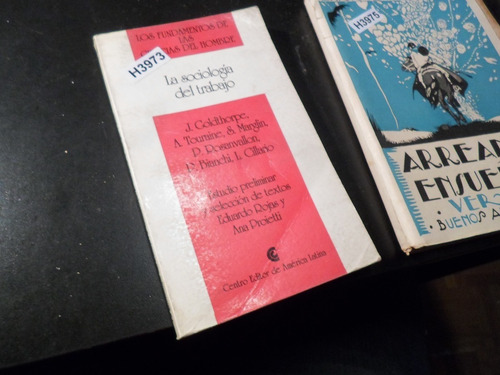 LOS FUNDAMENTOS DE
LAS
CIENCIAS DEL HOMBRE
H3973
La sociología
del trabajo
J. Goldthorpe,
A. Touraine, S. Marglin,
P. Rosanvallon,
R. Bianchi, L. Cillario
Estudio preliminar
y selección de textos
Eduardo Rojas y
Ana Proietti
Centro Editor de América Latina
H3975
ARREA
ENSUE
VERS
BUENOS A